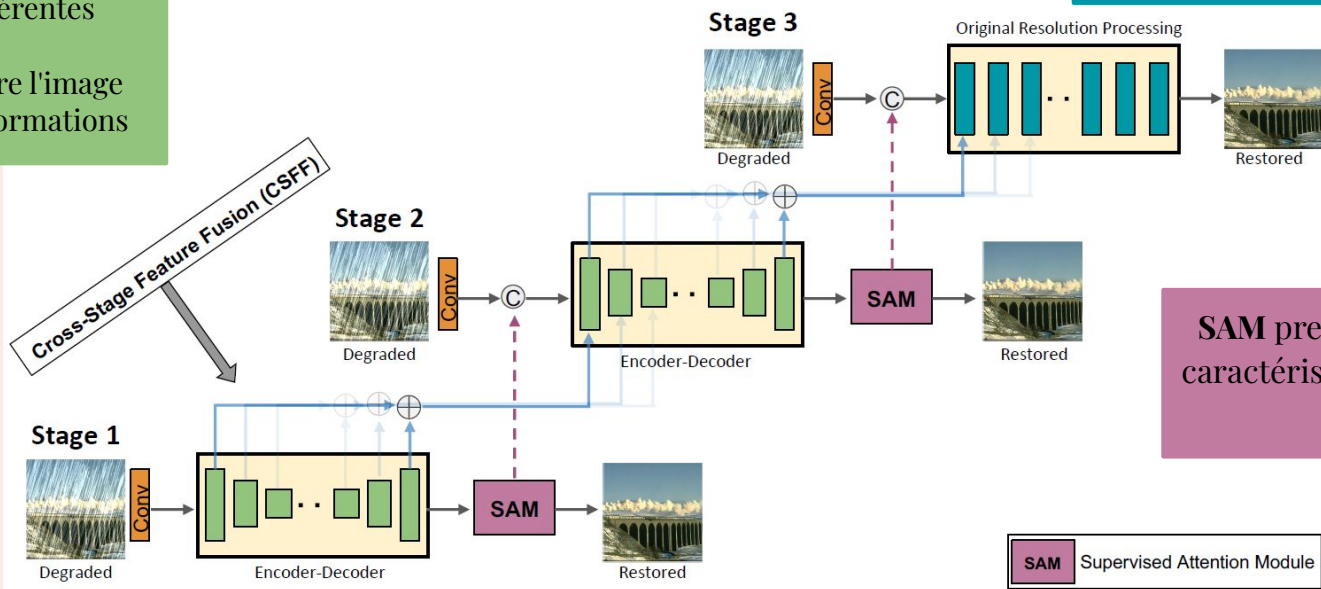 re l'image
Stage 3
Original Resolution Processing
Conv
C
Degraded
Restored
Cross-Stage Feature Fusion (CSFF)
Stage 2
Conv
C
SAM
Degraded
Encoder-Decoder
Restored
SAM pre
caractéris
Stage 1
Conv
SAM
Degraded
Encoder-Decoder
Restored
SAM Supervised Attention Module